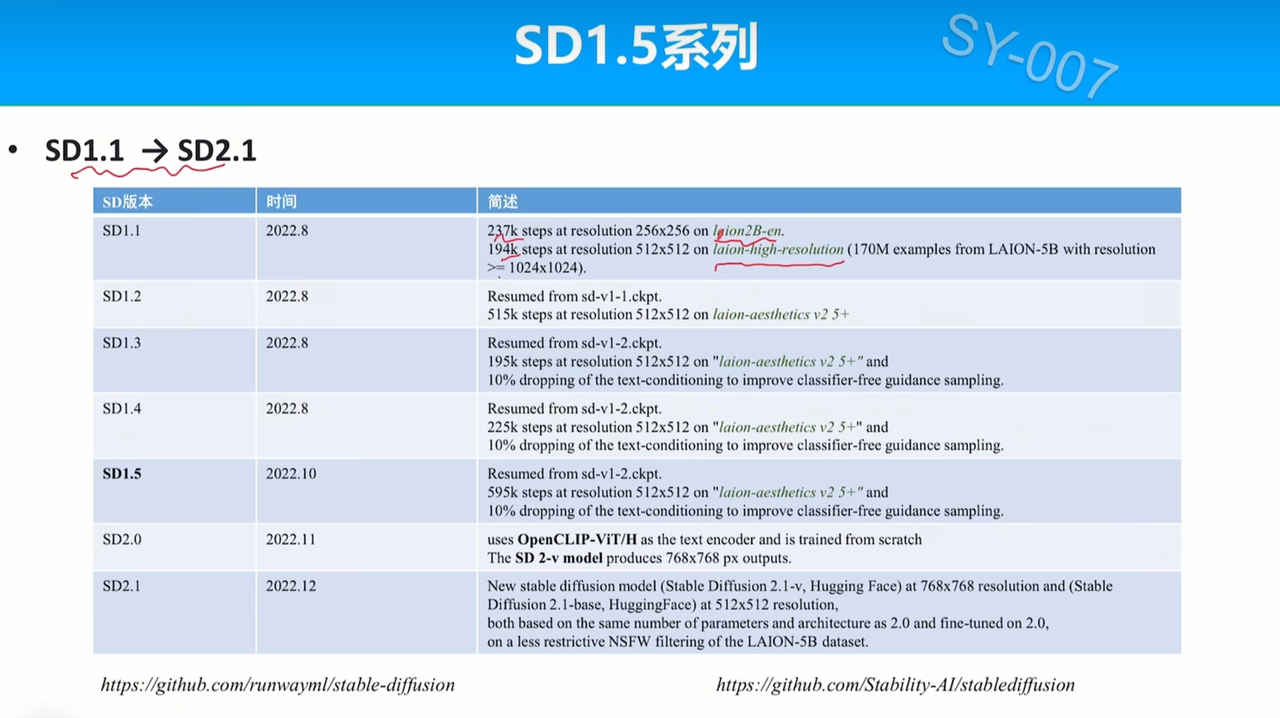 SD1.5系列
SY-007
• SD1.1 → SD2.1
SD版本 时间 简述
SD1.1 2022.8 237k steps at resolution 256x256 on laion2B-en.
194k steps at resolution 512x512 on laion-high-resolution (170M examples from LAION-5B with resolution
>= 1024x1024).
SD1.2 2022.8 Resumed from sd-v1-1.ckpt.
515k steps at resolution 512x512 on laion-aesthetics v2 5+
SD1.3 2022.8 Resumed from sd-v1-2.ckpt.
195k steps at resolution 512x512 on "laion-aesthetics v2 5+" and
10% dropping of the text-conditioning to improve classifier-free guidance sampling.
SD1.4 2022.8 Resumed from sd-v1-2.ckpt.
225k steps at resolution 512x512 on "laion-aesthetics v2 5+" and
10% dropping of the text-conditioning to improve classifier-free guidance sampling.
SD1.5 2022.10 Resumed from sd-v1-2.ckpt.
595k steps at resolution 512x512 on "laion-aesthetics v2 5+" and
10% dropping of the text-conditioning to improve classifier-free guidance sampling.
SD2.0 2022.11 uses OpenCLIP-ViT/H as the text encoder and is trained from scratch
The SD 2-v model produces 768x768 px outputs.
SD2.1 2022.12 New stable diffusion model (Stable Diffusion 2.1-v, Hugging Face) at 768x768 resolution and (Stable
Diffusion 2.1-base, HuggingFace) at 512x512 resolution,
both based on the same number of parameters and architecture as 2.0 and fine-tuned on 2.0,
on a less restrictive NSFW filtering of the LAION-5B dataset.
https://github.com/runwayml/stable-diffusion
https://github.com/Stability-AI/stablediffusion